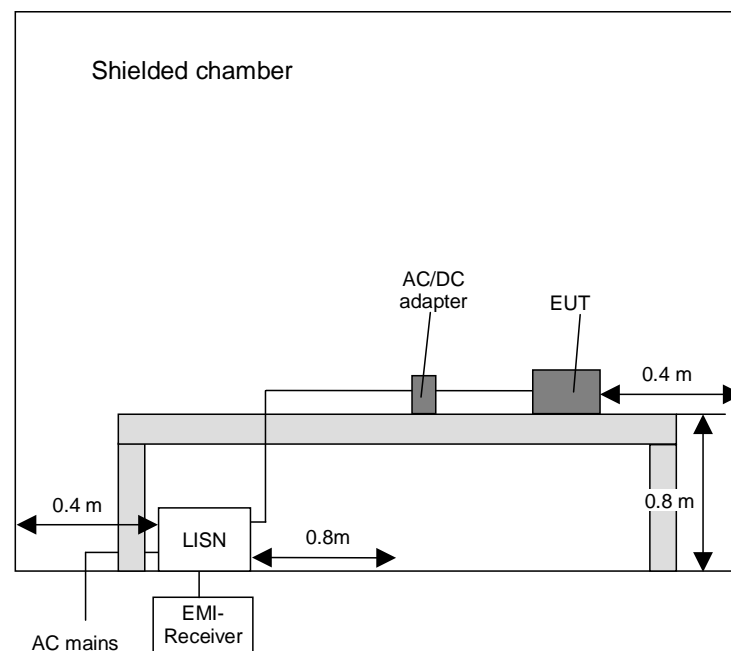 Shielded chamber
AC/DC
adapter
EUT
0.4 m
0.8 m
0.4 m
LISN
0.8m
EMI-
Receiver
AC mains